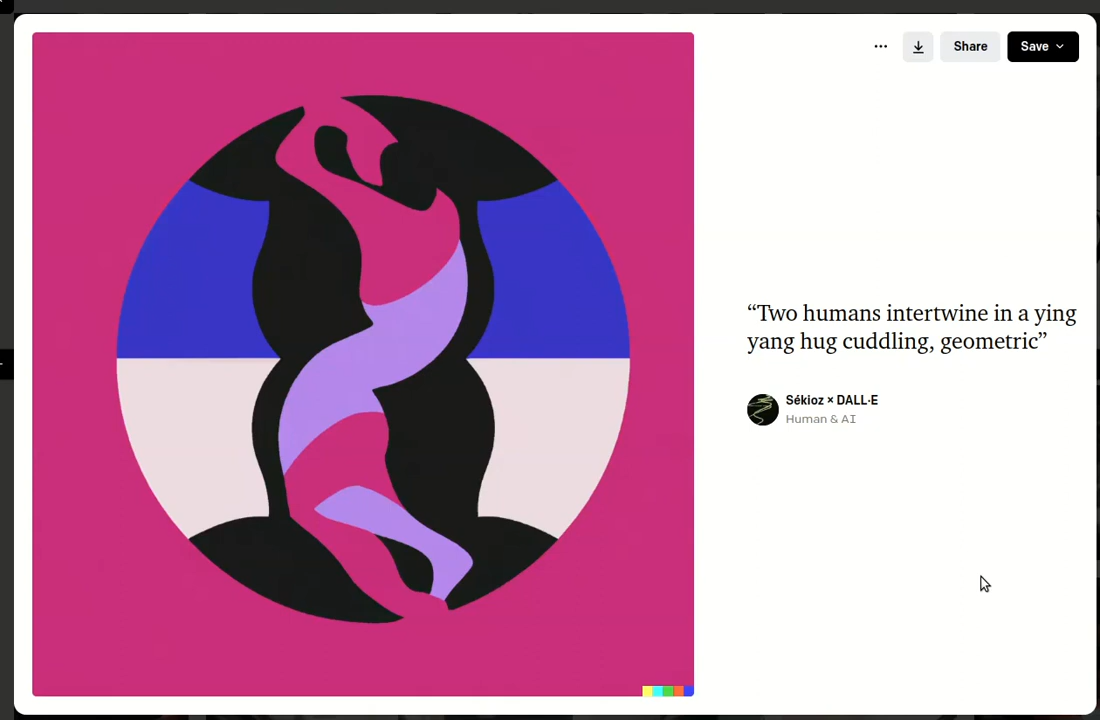 Share
Save
“Two humans intertwine in a ying
yang hug cuddling, geometric”
Sékioz × DALL·E
Human & AI